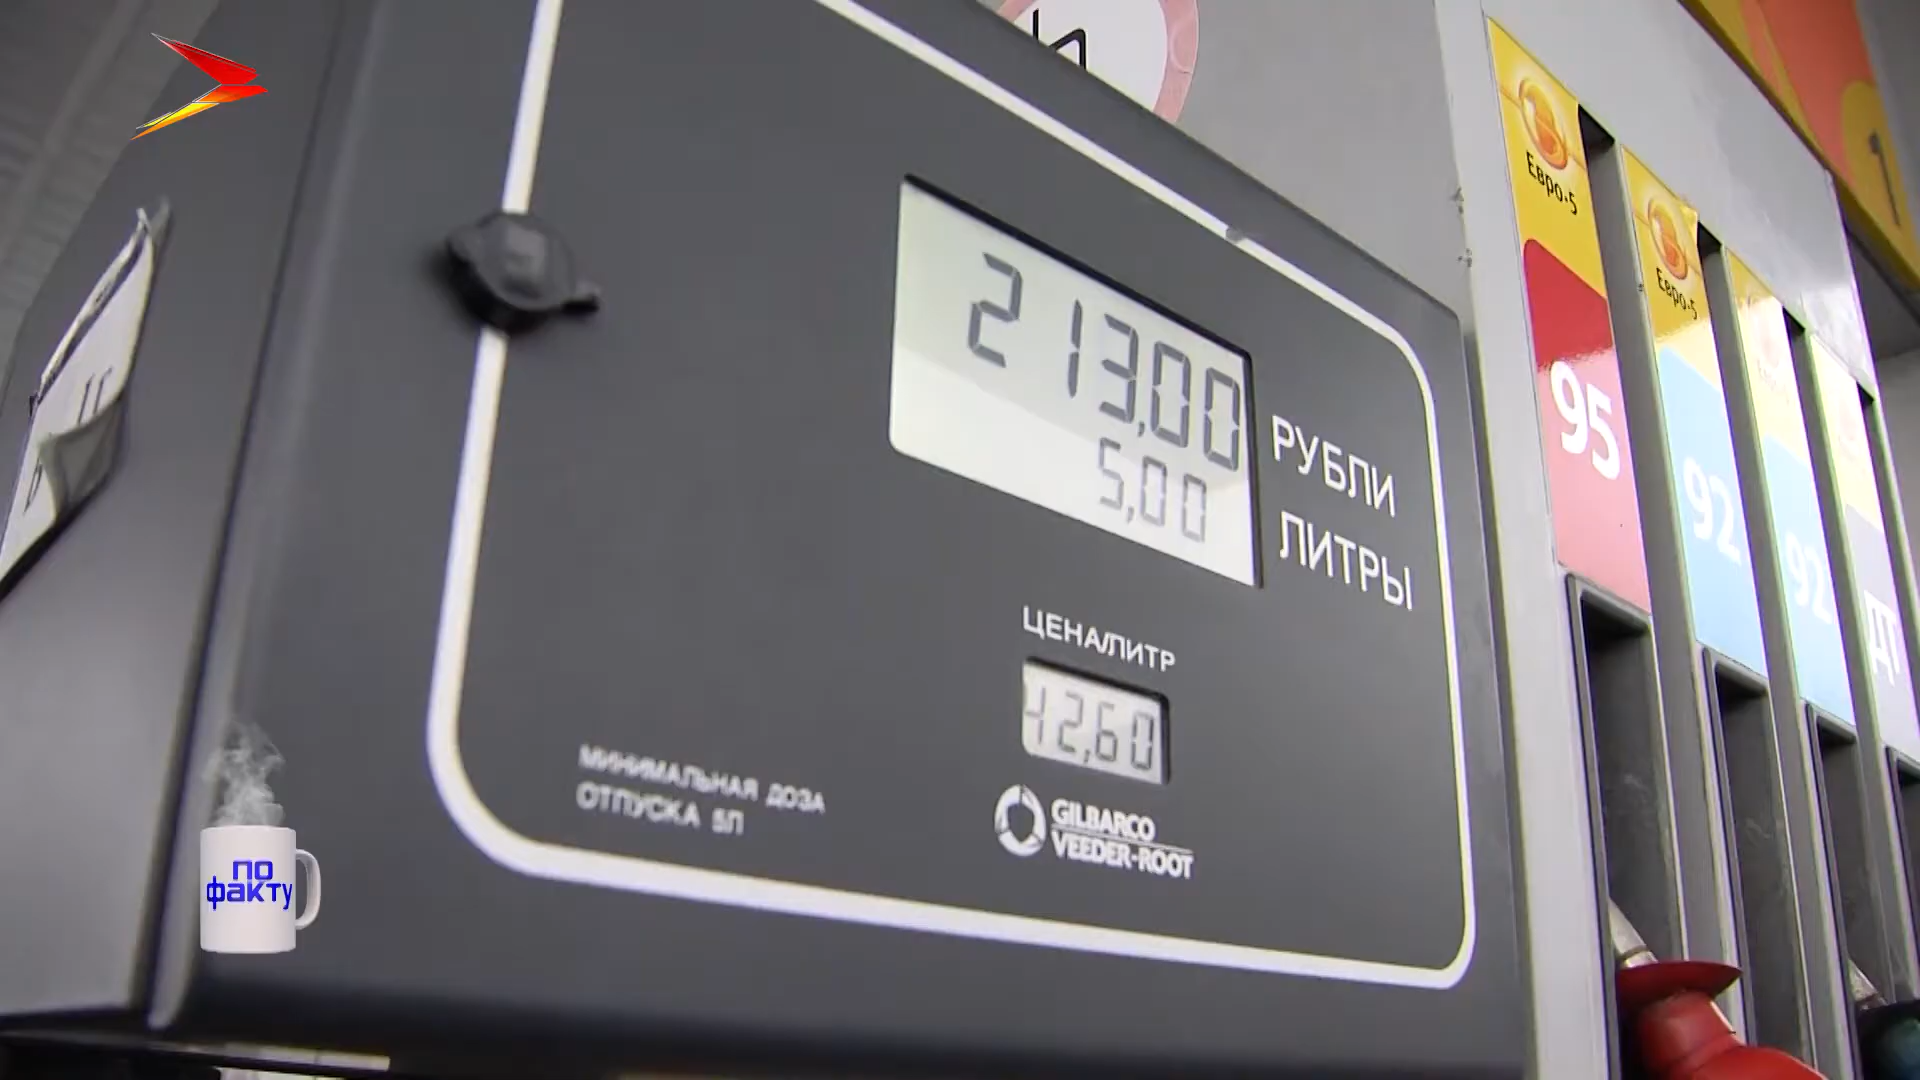 213,00
РУБЛИ
5,00
ЛИТРЫ
ЦЕНА/ЛИТР
42,60
GILBARCO
VEEDER-ROOT
МИНИМАЛЬНАЯ ДОЗА
ОТПУСКА 5Л
Евро-5
95
Евро-5
92
92
ДТ
1
по
факту